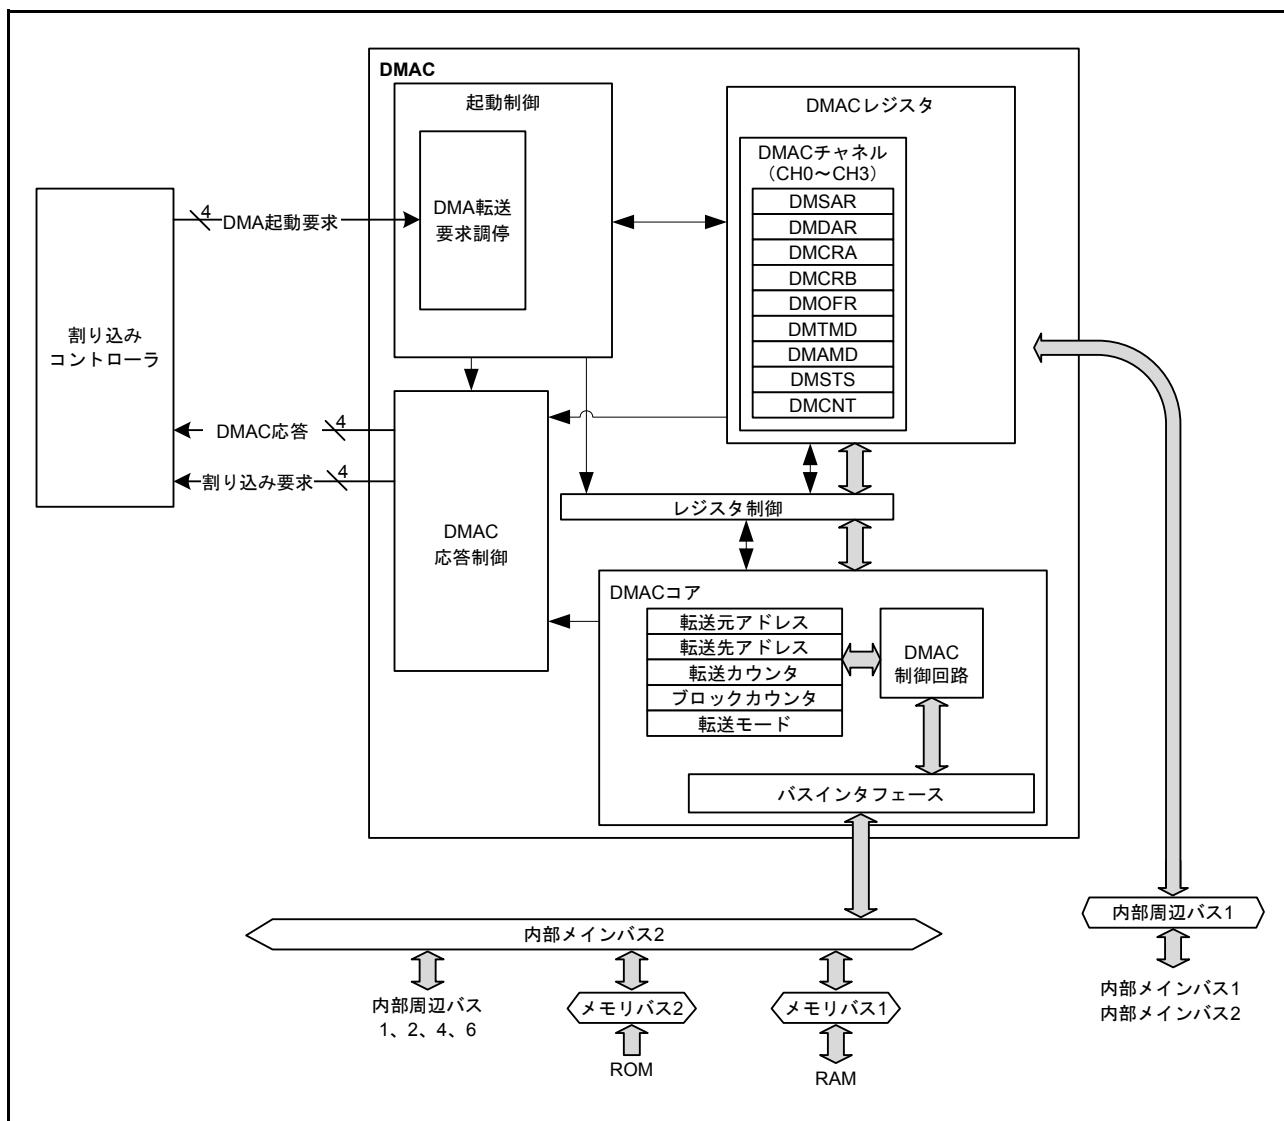 DMAC
起動制御
DMA転送
要求調停
DMACレジスタ
DMACチャネル
（CH0～CH3）
DMSAR
DMDAR
DMCRA
DMCRB
DMOFR
DMTMD
DMAMD
DMSTS
DMCNT
割り込み
コントローラ
4
DMA起動要求
DMAC応答
4
割り込み要求
4
DMAC
応答制御
レジスタ制御
DMACコア
転送元アドレス
転送先アドレス
転送カウンタ
ブロックカウンタ
転送モード
DMAC
制御回路
バスインタフェース
内部メインバス2
内部周辺バス
1、2、4、6
メモリバス2
ROM
メモリバス1
RAM
内部周辺バス1
内部メインバス1
内部メインバス2